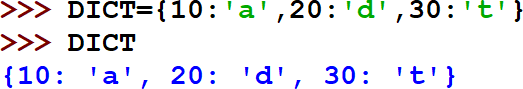 >>> DICT={10:'a',20:'d',30:'t'}
>>> DICT
{10: 'a', 20: 'd', 30: 't'}